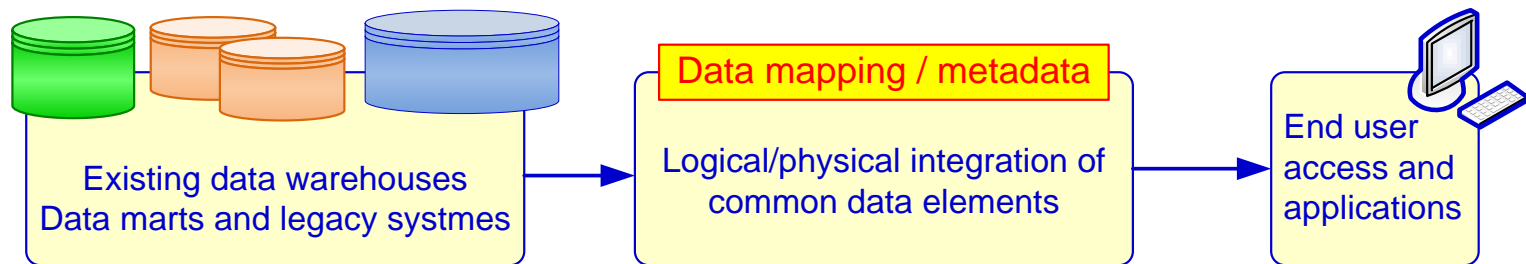 Existing data warehouses
Data marts and legacy systmes
Data mapping / metadata
Logical/physical integration of
common data elements
End user
access and
applications